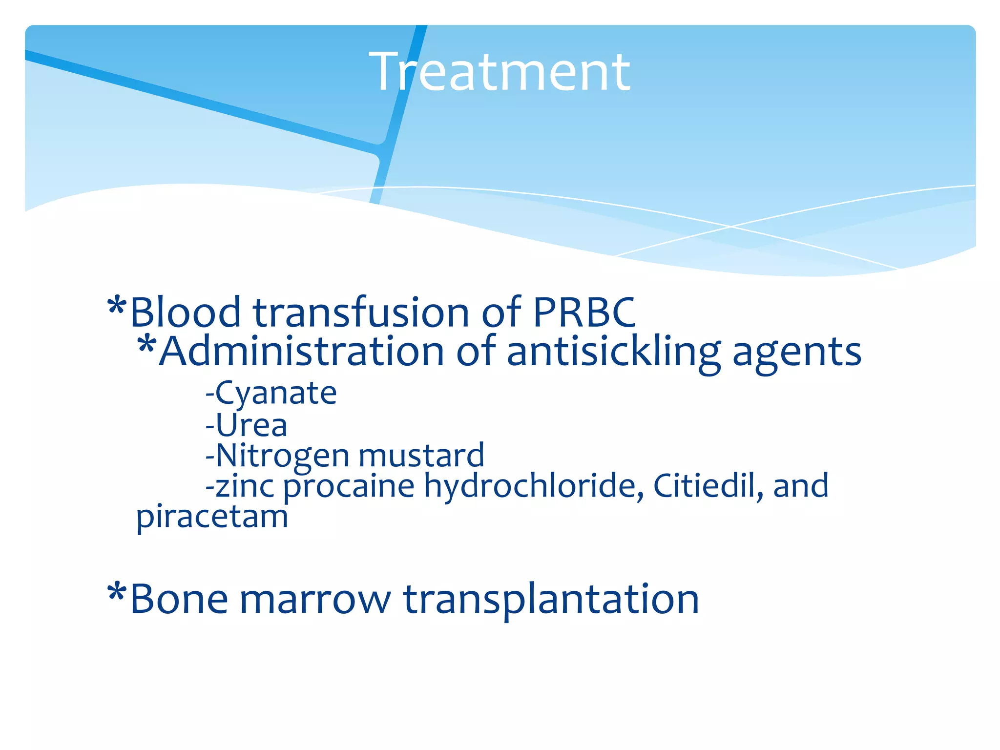 Treatment
*Blood transfusion of PRBC
*Administration of antisickling agents
-Cyanate
-Urea
-Nitrogen mustard
-zinc procaine hydrochloride, Citiedil, and
piracetam
*Bone marrow transplantation